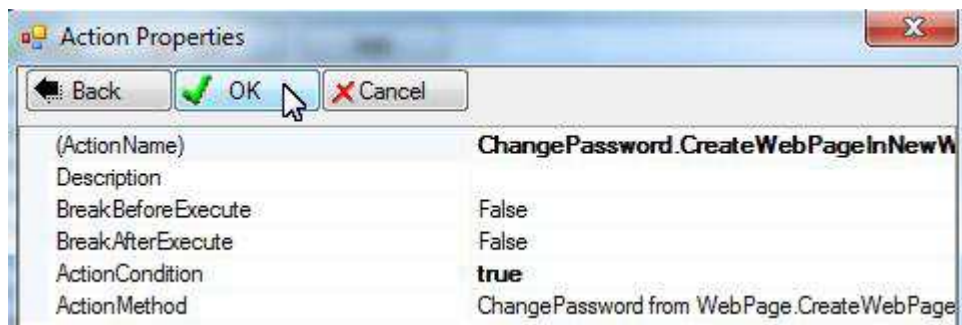 Action Properties
Back OK Cancel
(ActionName) ChangePassword.CreateWebPageInNewW
Description
BreakBeforeExecute False
BreakAfterExecute False
ActionCondition true
ActionMethod ChangePassword from WebPage.CreateWebPage